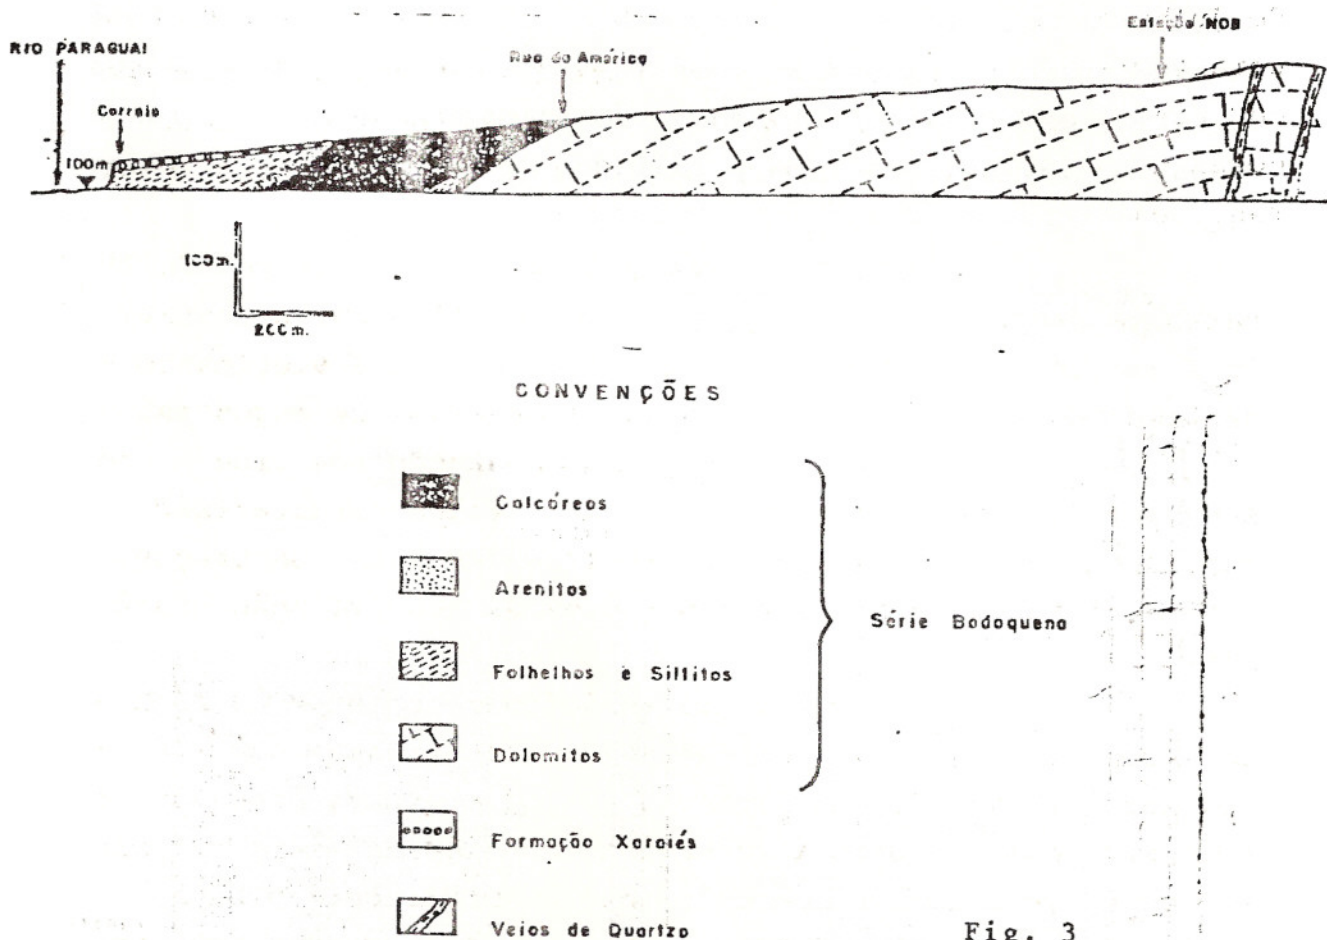 Estação NOB
RIO PARAGUAI
Rua do América
Correio
100m
100m.
200m.
CONVENÇÕES
Calcáreos
Arenitos
Folhelhos e Siltitos
Série Bodoquena
Dolomitos
Formação Xaraiés
Veios de Quartzo
Fig. 3